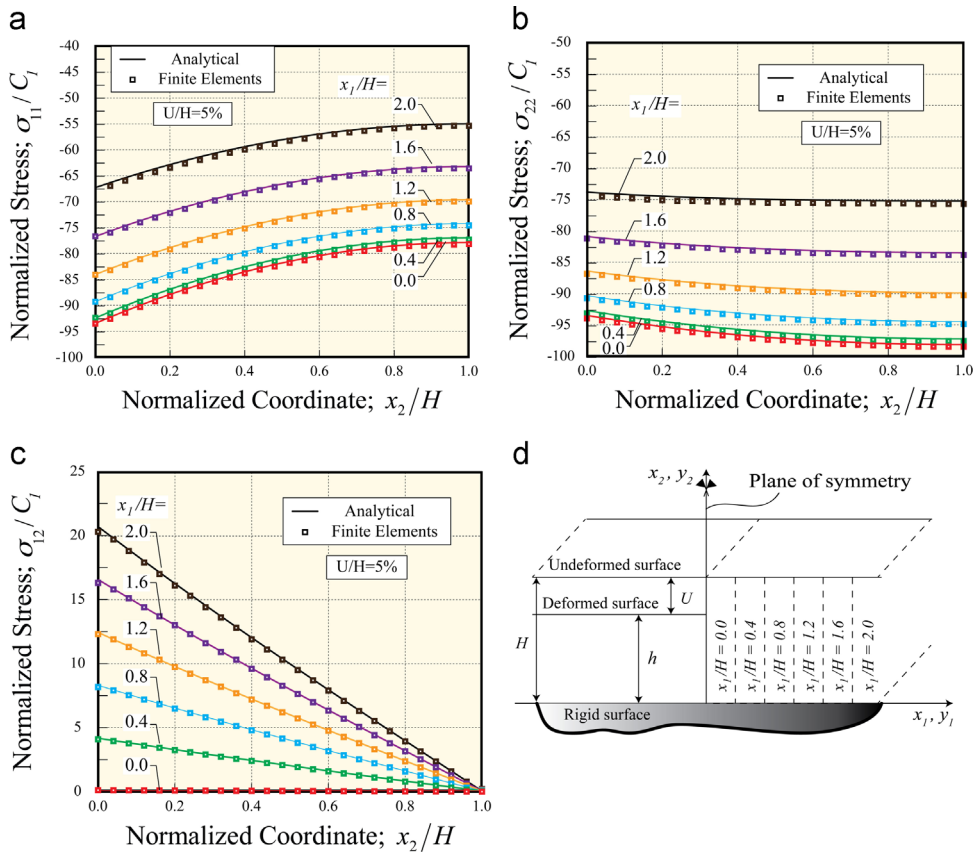 a
Normalized Stress; σ11/C1
-40
-45
-50
-55
-60
-65
-70
-75
-80
-85
-90
-95
-100
Analytical
Finite Elements
U/H=5%
x1/H=
2.0
1.6
1.2
0.8
0.4
0.0
0.0 0.2 0.4 0.6 0.8 1.0
Normalized Coordinate; x2/H
b
Normalized Stress; σ22/C1
-50
-55
-60
-65
-70
-75
-80
-85
-90
-95
-100
Analytical
Finite Elements
x1/H=
U/H=5%
2.0
1.6
1.2
0.8
0.4
0.0
0.0 0.2 0.4 0.6 0.8 1.0
Normalized Coordinate; x2/H
c
Normalized Stress; σ12/C1
25
20
15
10
5
0
x1/H=
2.0
1.6
1.2
0.8
0.4
0.0
Analytical
Finite Elements
U/H=5%
0.0 0.2 0.4 0.6 0.8 1.0
Normalized Coordinate; x2/H
d
x2, y2
Plane of symmetry
Undeformed surface
Deformed surface
U
H
h
x1/H= 0.0
x1/H= 0.4
x1/H= 0.8
x1/H= 1.2
x1/H= 1.6
x1/H= 2.0
Rigid surface
x1, y1